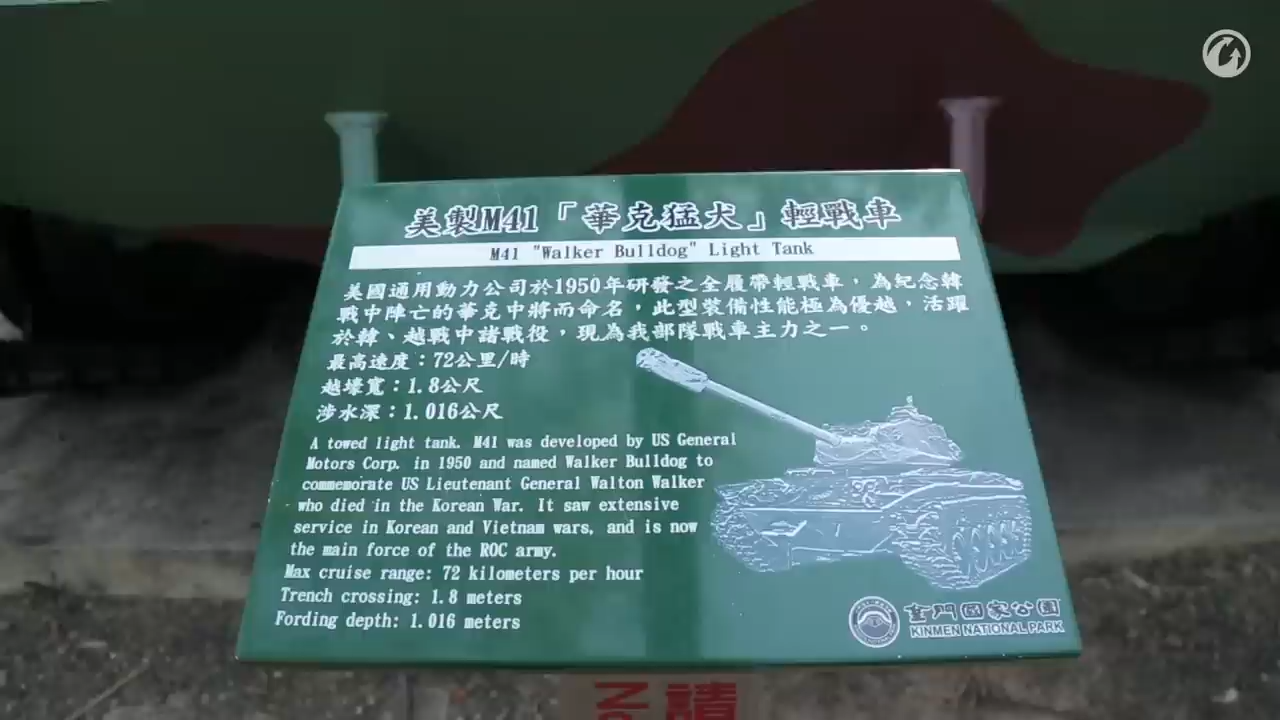 美製M41「華克猛犬」輕戰車
M41 "Walker Bulldog" Light Tank
美國通用動力公司於1950年研發之全履帶輕戰車，為紀念韓
戰中陣亡的華克中將而命名，此型裝備性能極為優越，活躍
於韓、越戰中諸戰役，現為我部隊戰車主力之一。
最高速度：72公里/時
越壕寬：1.8公尺
涉水深：1.016公尺
A towed light tank. M41 was developed by US General
Motors Corp. in 1950 and named Walker Bulldog to
commemorate US Lieutenant General Walton Walker
who died in the Korean War. It saw extensive
service in Korean and Vietnam wars, and is now
the main force of the ROC army.
Max cruise range: 72 kilometers per hour
Trench crossing: 1.8 meters
Fording depth: 1.016 meters
金門國家公園
KINMEN NATIONAL PARK
請